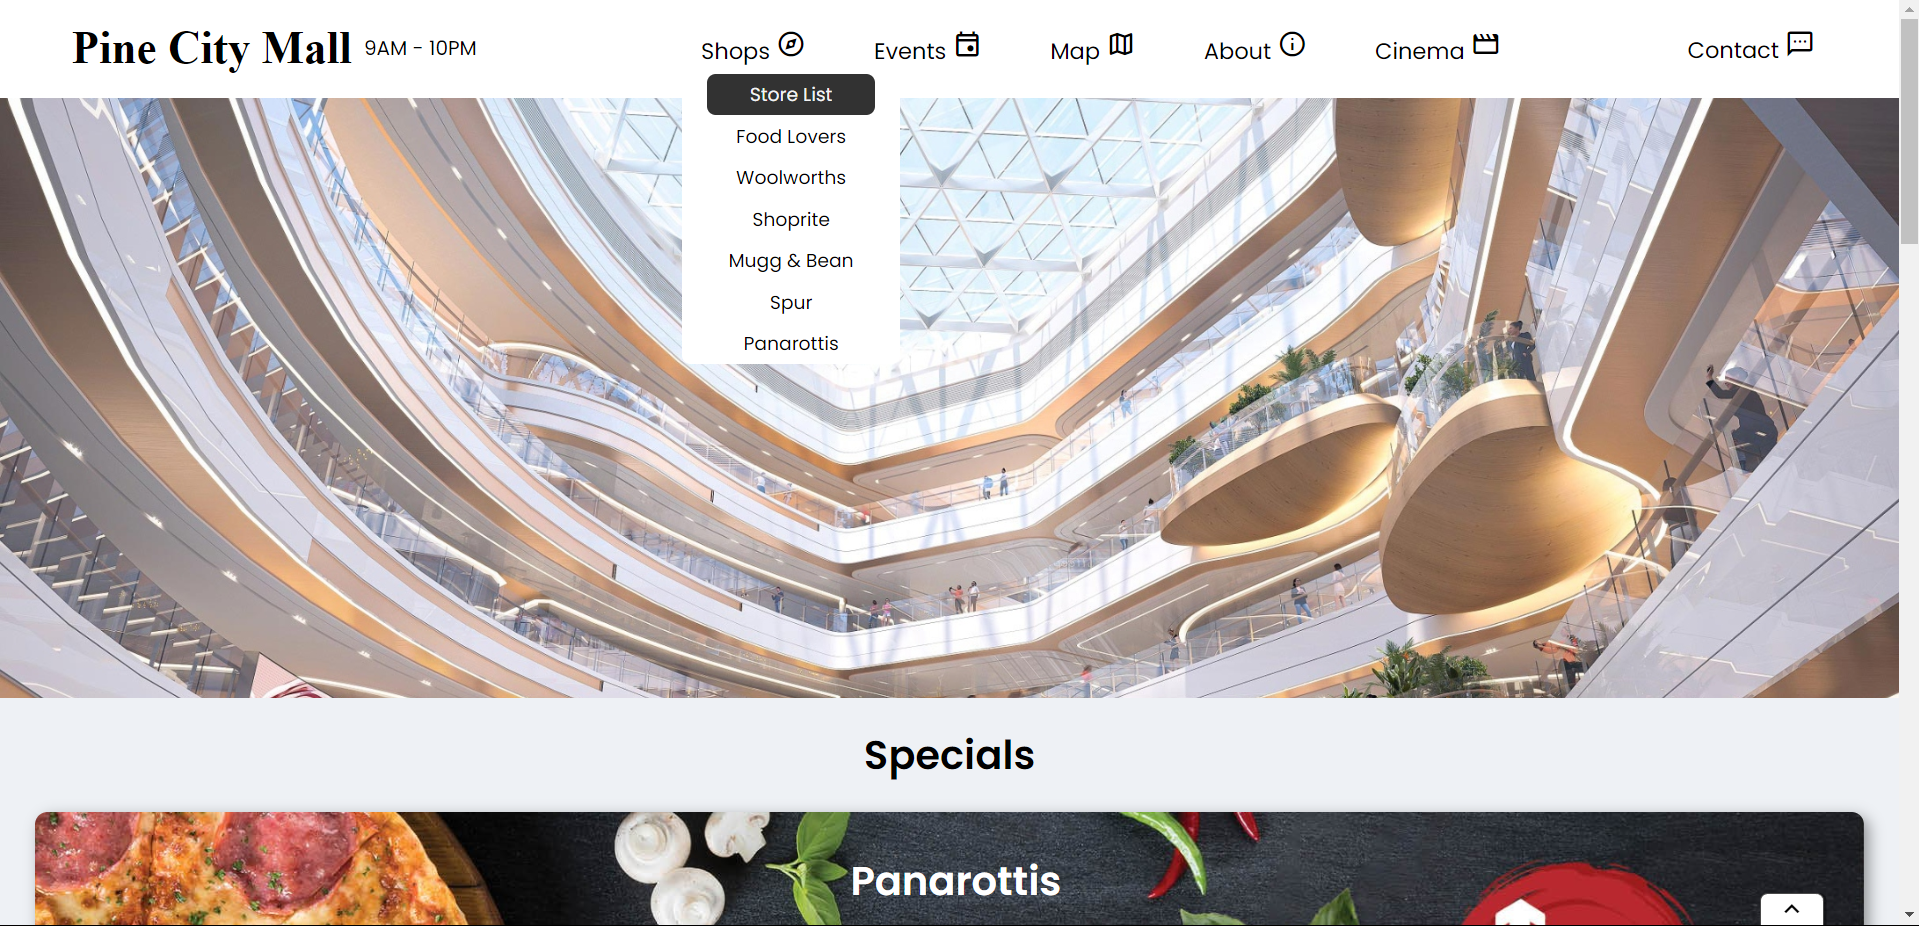 Pine City Mall 9AM - 10PM Shops Events Map About Cinema Contact
Store List
Food Lovers
Woolworths
Shoprite
Mugg & Bean
Spur
Panarottis
Specials
Panarottis